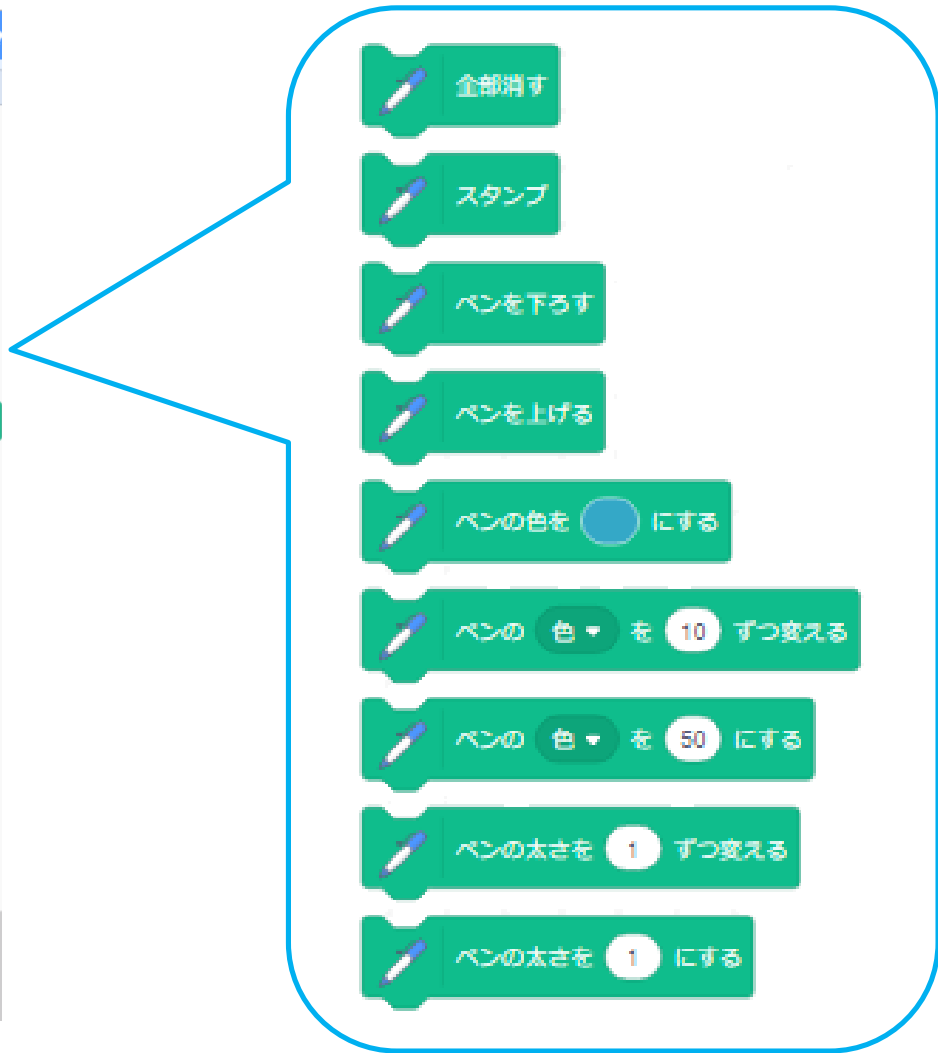 全部消す
スタンプ
ペンを下ろす
ペンを上げる
ペンの色を にする
ペンの 色 を 10 ずつ変える
ペンの 色 を 50 にする
ペンの太さを 1 ずつ変える
ペンの太さを 1 にする